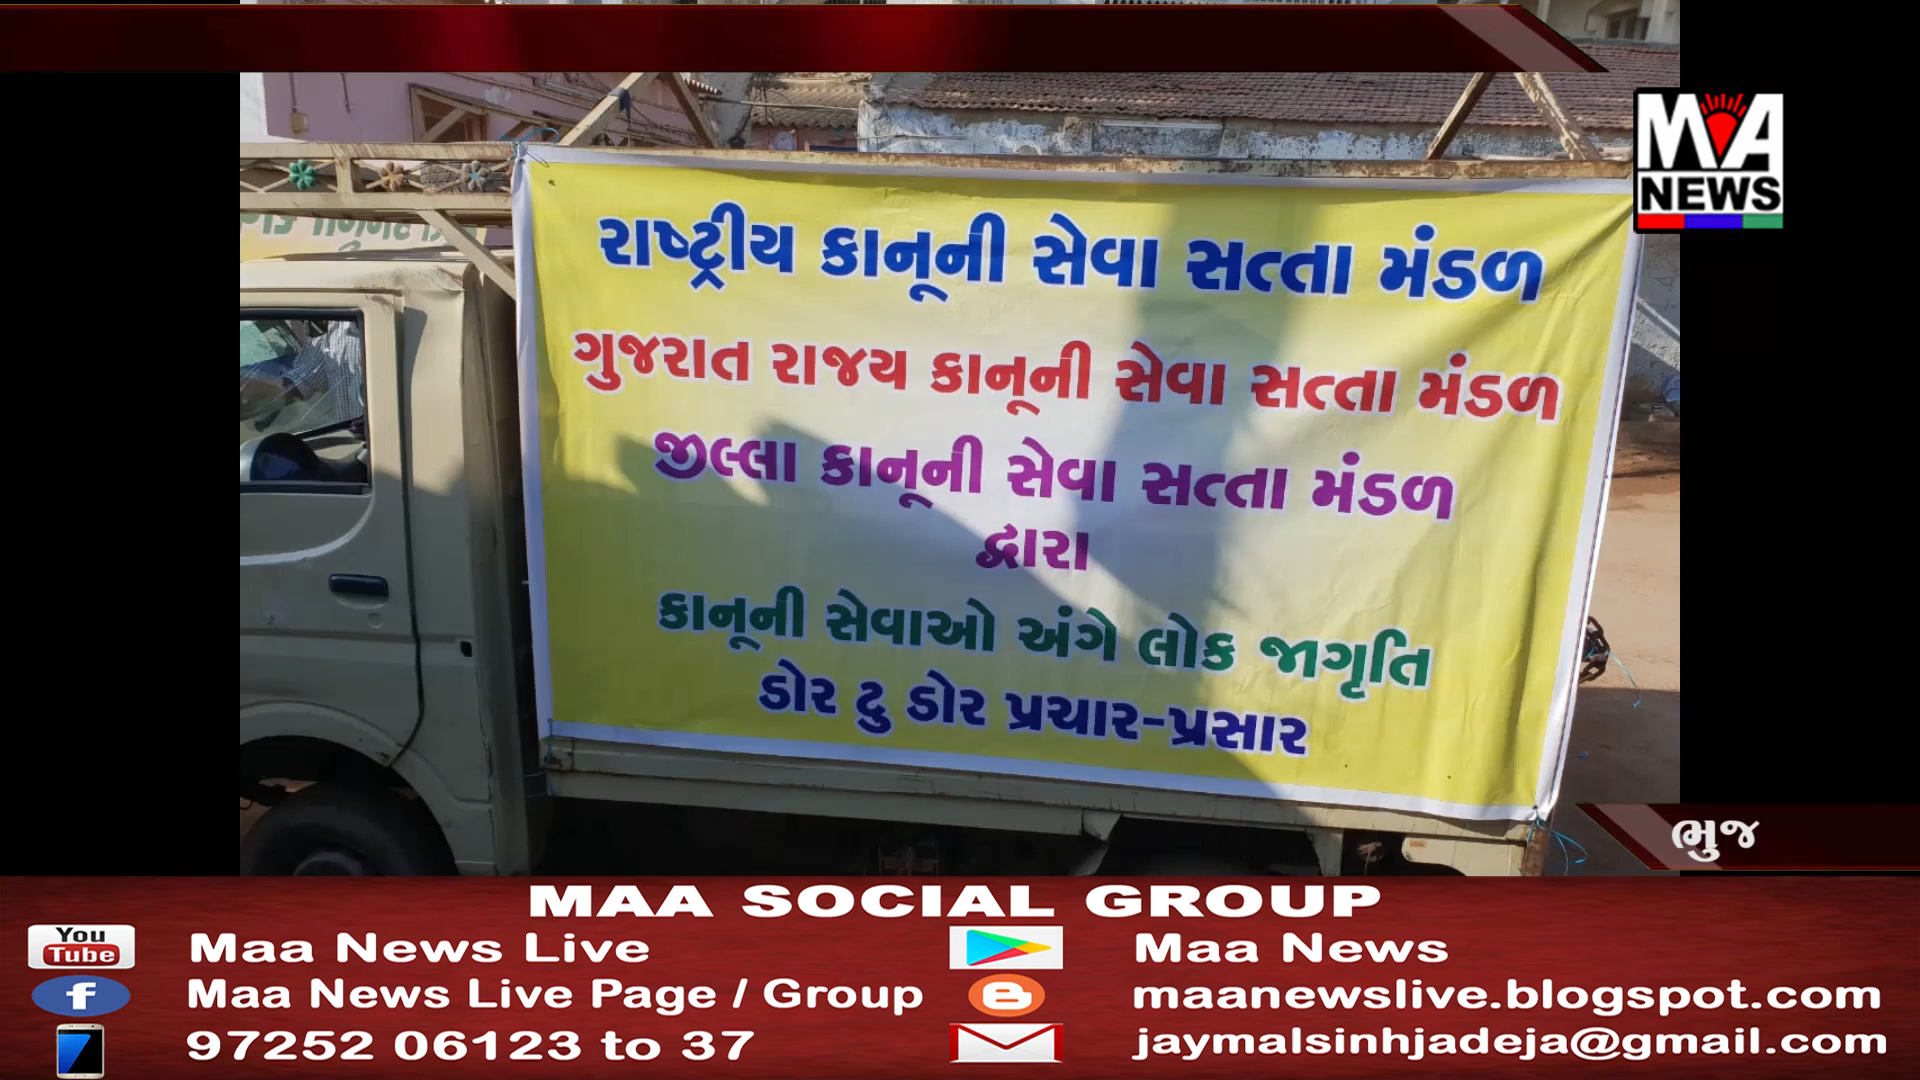 MAA
NEWS
રાષ્ટ્રીય કાનૂની સેવા સત્તા મંડળ
ગુજરાત રાજય કાનૂની સેવા સત્તા મંડળ
જીલ્લા કાનૂની સેવા સત્તા મંડળ
દ્વારા
કાનૂની સેવાઓ અંગે લોક જાગૃતિ
ડોર ટુ ડોર પ્રચાર-પ્રસાર
ભુજ
MAA SOCIAL GROUP
You Tube Maa News Live
Maa News
f Maa News Live Page / Group
maanewslive.blogspot.com
97252 06123 to 37
jaymalsinhjadeja@gmail.com